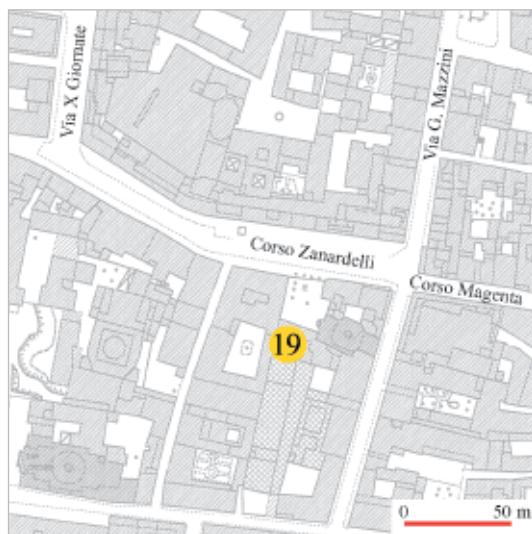 Via X Giornate
Via G. Mazzini
Corso Zanardelli
Corso Magenta
19
0 50 m